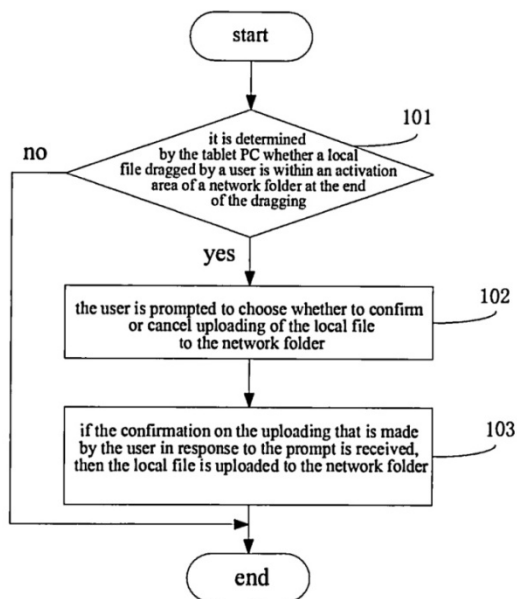 start
101
it is determined
by the tablet PC whether a local
file dragged by a user is within an activation
area of a network folder at the end
of the dragging
no
yes
102
the user is prompted to choose whether to confirm
or cancel uploading of the local file
to the network folder
103
if the confirmation on the uploading that is made
by the user in response to the prompt is received,
then the local file is uploaded to the network folder
end